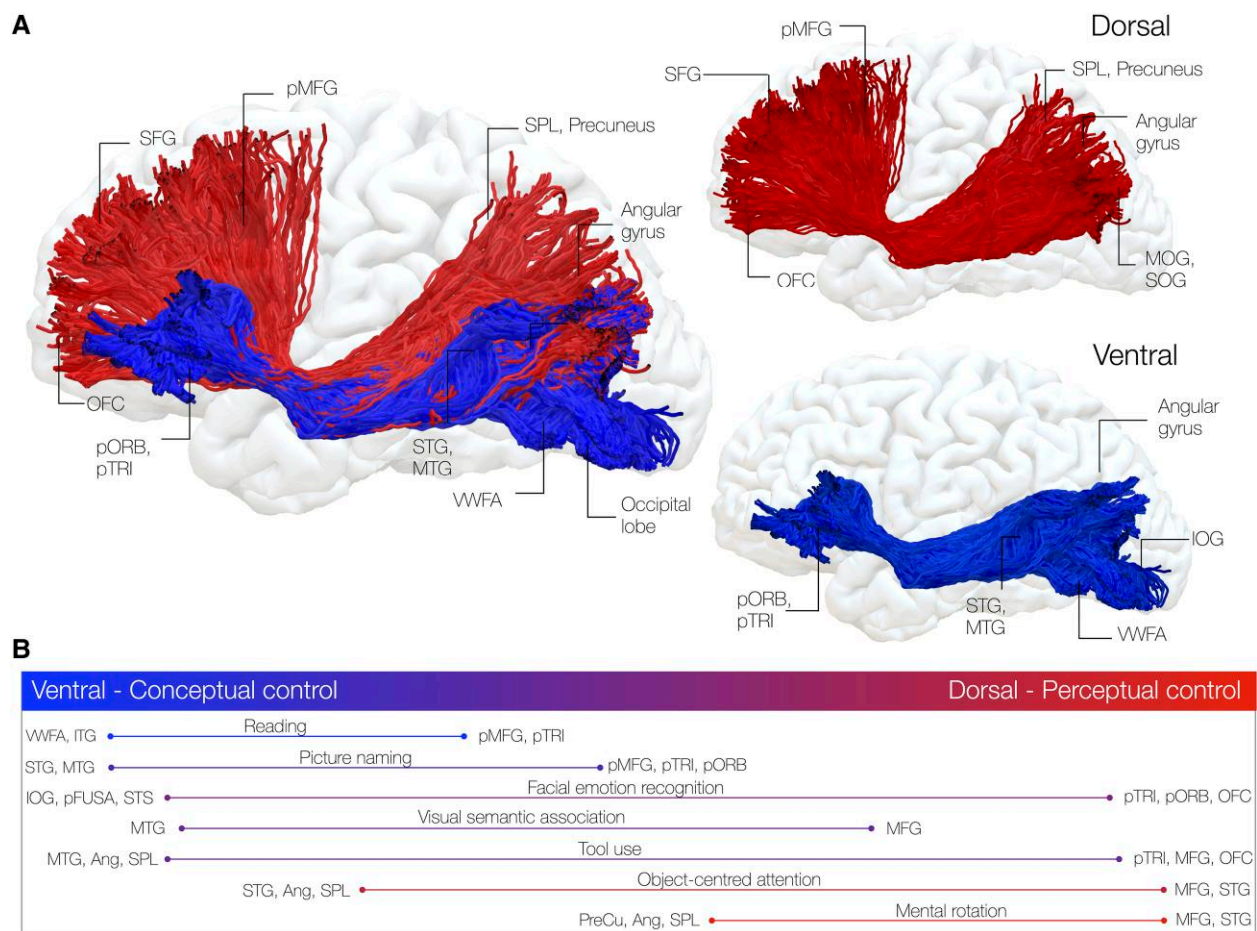 A
pMFG
SFG
SPL, Precuneus
Angular
gyrus
OFC
pORB,
pTRI
STG,
MTG
VWFA
Occipital
lobe
Dorsal
pMFG
SFG
SPL, Precuneus
Angular
gyrus
OFC
MOG,
SOG
Ventral
Angular
gyrus
IOG
pORB,
pTRI
STG,
MTG
VWFA
B
Ventral - Conceptual control Dorsal - Perceptual control
VWFA, ITG Reading pMFG, pTRI
STG, MTG Picture naming pMFG, pTRI, pORB
IOG, pFUSA, STS Facial emotion recognition pTRI, pORB, OFC
MTG Visual semantic association MFG
MTG, Ang, SPL Tool use pTRI, MFG, OFC
STG, Ang, SPL Object-centred attention MFG, STG
PreCu, Ang, SPL Mental rotation MFG, STG